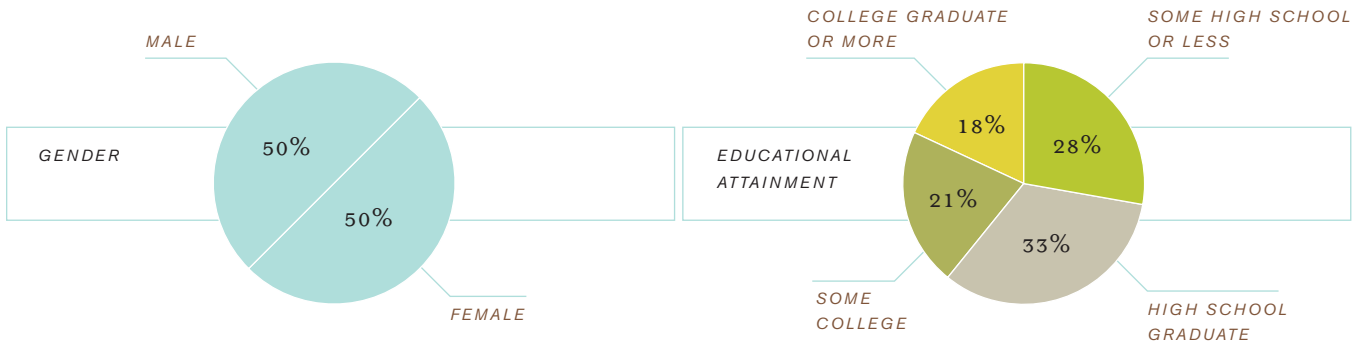 MALE
GENDER
50%
50%
FEMALE
COLLEGE GRADUATE
OR MORE
SOME HIGH SCHOOL
OR LESS
EDUCATIONAL
ATTAINMENT
18%
28%
21%
33%
SOME
COLLEGE
HIGH SCHOOL
GRADUATE